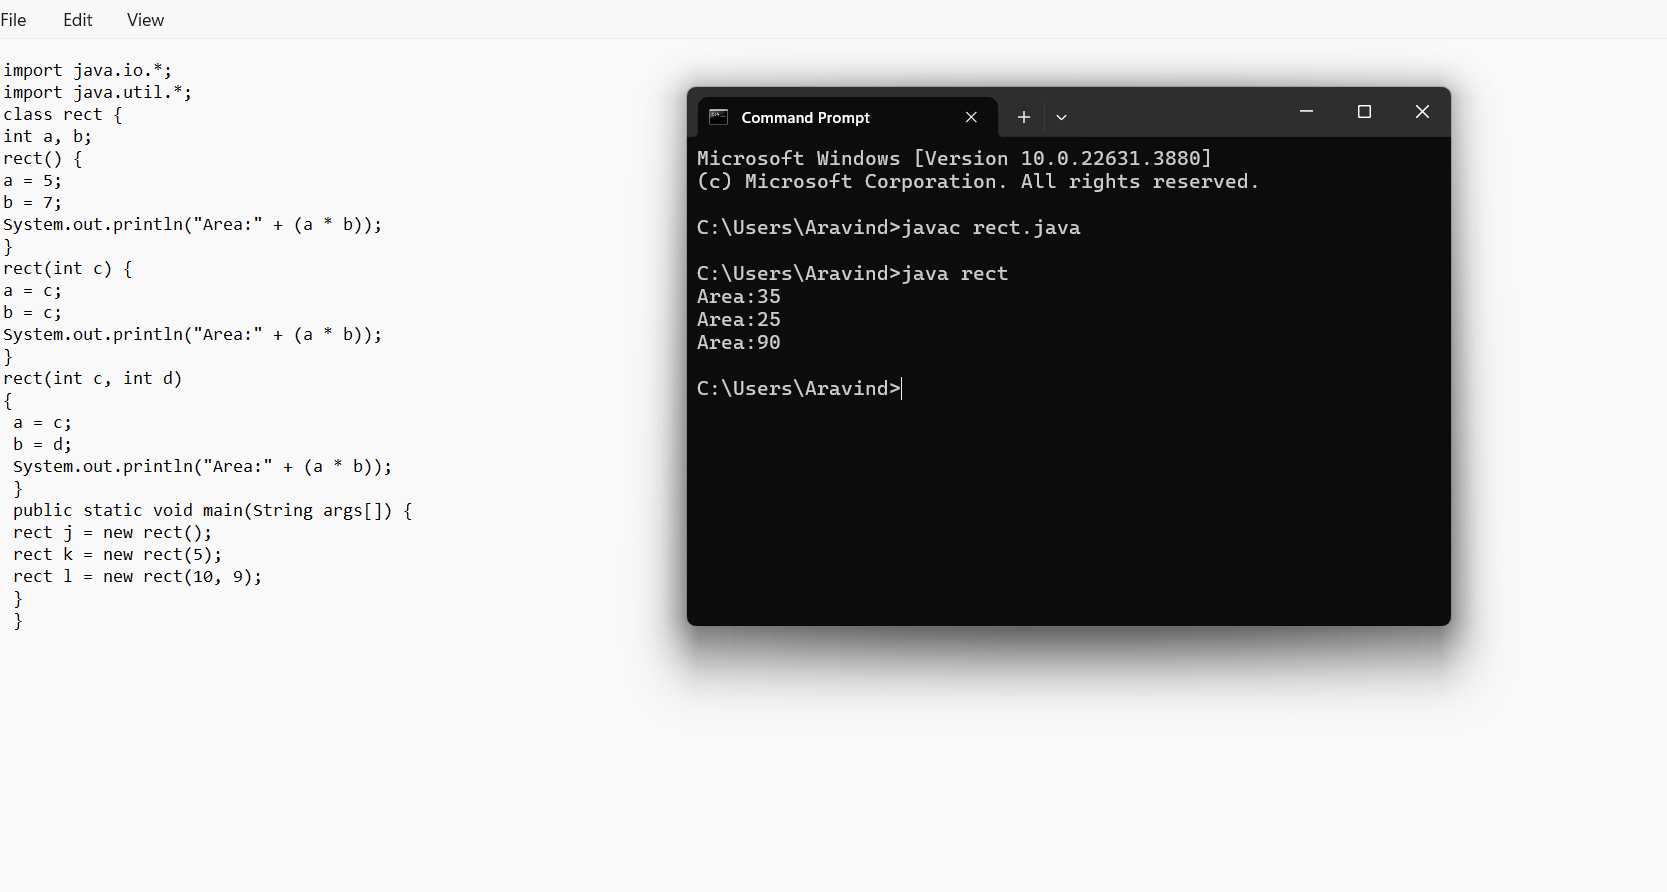 File Edit View
import java.io.*;
import java.util.*;
class rect {
int a, b;
rect() {
a = 5;
b = 7;
System.out.println("Area:" + (a * b));
}
rect(int c) {
a = c;
b = c;
System.out.println("Area:" + (a * b));
}
rect(int c, int d)
{
a = c;
b = d;
System.out.println("Area:" + (a * b));
}
public static void main(String args[]) {
rect j = new rect();
rect k = new rect(5);
rect l = new rect(10, 9);
}
}
Command Prompt
Microsoft Windows [Version 10.0.22631.3880]
(c) Microsoft Corporation. All rights reserved.
C:\Users\Aravind>javac rect.java
C:\Users\Aravind>java rect
Area:35
Area:25
Area:90
C:\Users\Aravind>